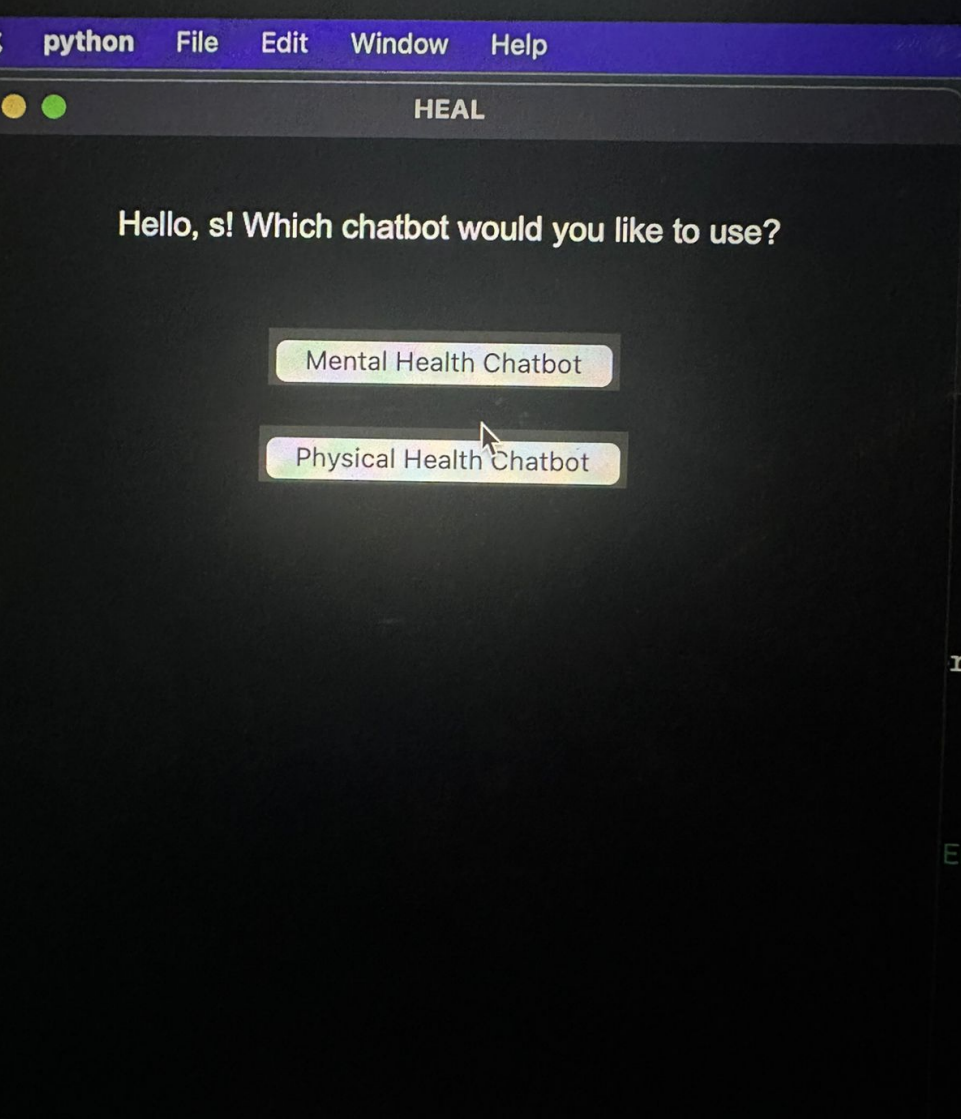 python File Edit Window Help
HEAL
Hello, s! Which chatbot would you like to use?
Mental Health Chatbot
Physical Health Chatbot
E